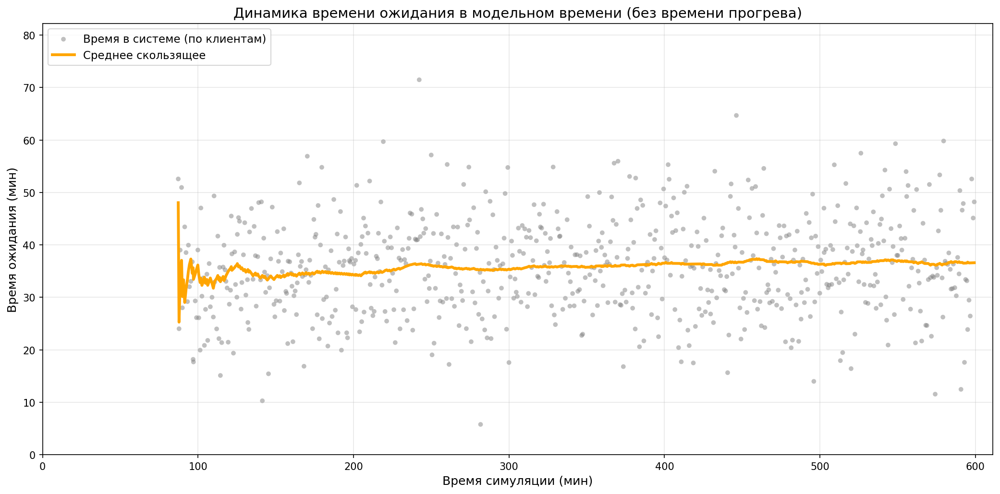 Динамика времени ожидания в модельном времени (без времени прогрева)
Время в системе (по клиентам)
Среднее скользящее
Время ожидания (мин)
80
70
60
50
40
30
20
10
0
0 100 200 300 400 500 600
Время симуляции (мин)